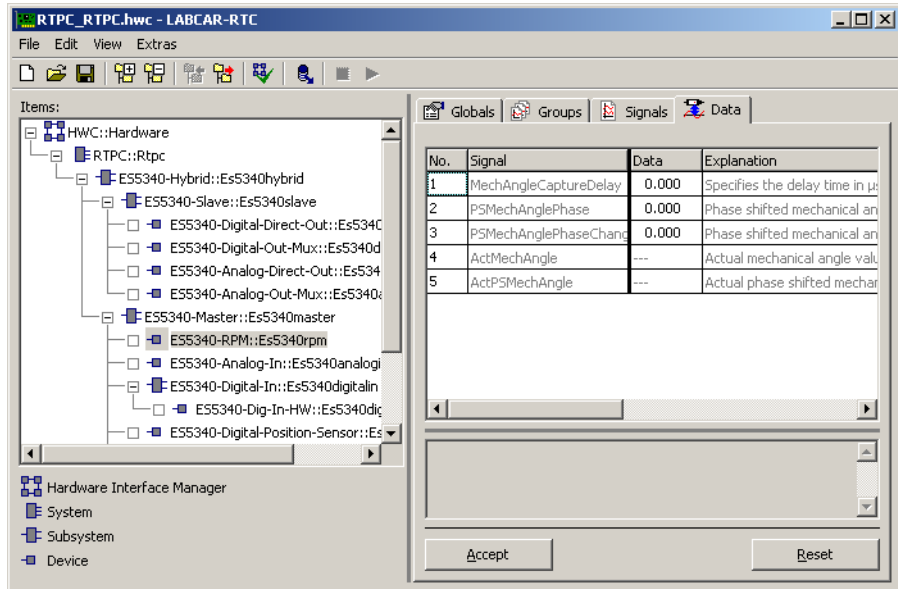 RTPC_RTPC.hwc - LABCAR-RTC
File Edit View Extras
Items:
HWC::Hardware
RTPC::Rtpc
ES5340-Hybrid::Es5340hybrid
ES5340-Slave::Es5340slave
ES5340-Digital-Direct-Out::Es5340
ES5340-Digital-Out-Mux::Es5340d
ES5340-Analog-Direct-Out::Es534
ES5340-Analog-Out-Mux::Es5340a
ES5340-Master::Es5340master
ES5340-RPM::Es5340rpm
ES5340-Analog-In::Es5340analogi
ES5340-Digital-In::Es5340digitalin
ES5340-Dig-In-HW::Es5340dig
ES5340-Digital-Position-Sensor::Es
Hardware Interface Manager
System
Subsystem
Device
Globals Groups Signals Data
No. Signal Data Explanation
1 MechAngleCaptureDelay 0.000 Specifies the delay time in µs
2 PSMechAnglePhase 0.000 Phase shifted mechanical an
3 PSMechAnglePhaseChang 0.000 Phase shifted mechanical an
4 ActMechAngle --- Actual mechanical angle valu
5 ActPSMechAngle --- Actual phase shifted mechan
Accept Reset